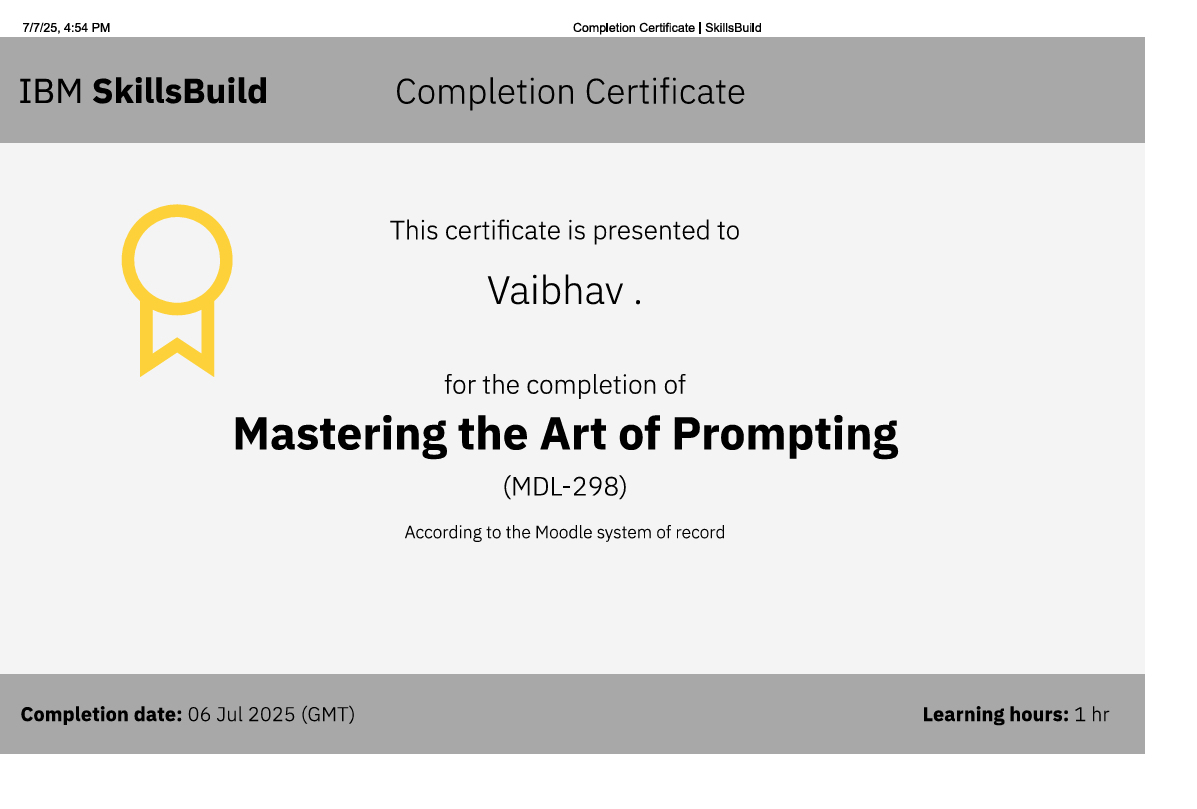 7/7/25, 4:54 PM Completion Certificate | SkillsBuild
IBM SkillsBuild Completion Certificate
This certificate is presented to
Vaibhav .
for the completion of
Mastering the Art of Prompting
(MDL-298)
According to the Moodle system of record
Completion date: 06 Jul 2025 (GMT) Learning hours: 1 hr